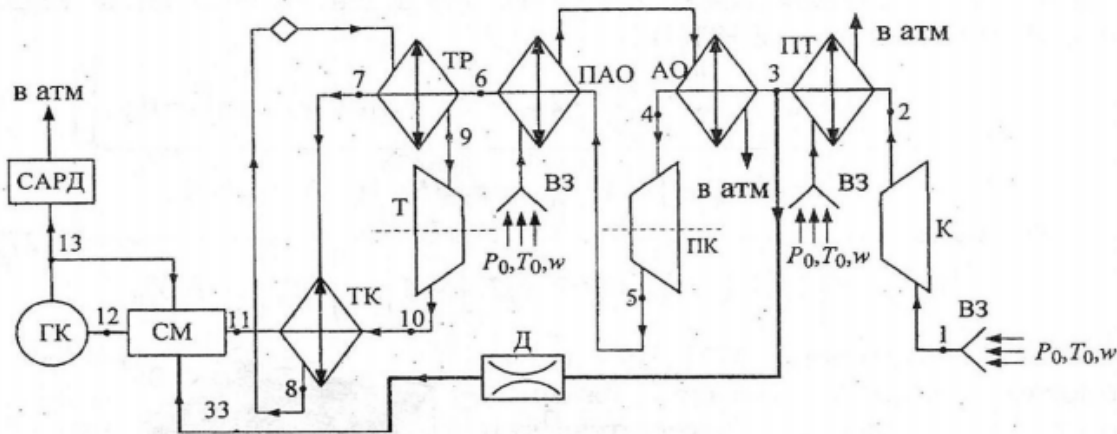 в атм
САРД
13
ГК
12
СМ
11
33
8
ТК
10
7
ТР
6
9
Т
ПАО
ВЗ
P₀,T₀,w
АО
4
в атм
ПК
5
Д
3
ПТ
в атм
2
ВЗ
P₀,T₀,w
К
1
ВЗ
P₀,T₀,w